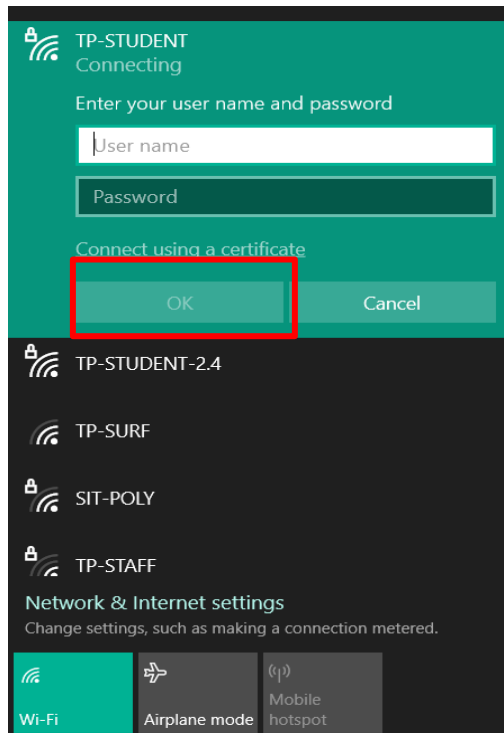 TP-STUDENT
Connecting
Enter your user name and password
User name
Password
Connect using a certificate
OK Cancel
TP-STUDENT-2.4
TP-SURF
SIT-POLY
TP-STAFF
Network & Internet settings
Change settings, such as making a connection metered.
Wi-Fi Airplane mode Mobile hotspot